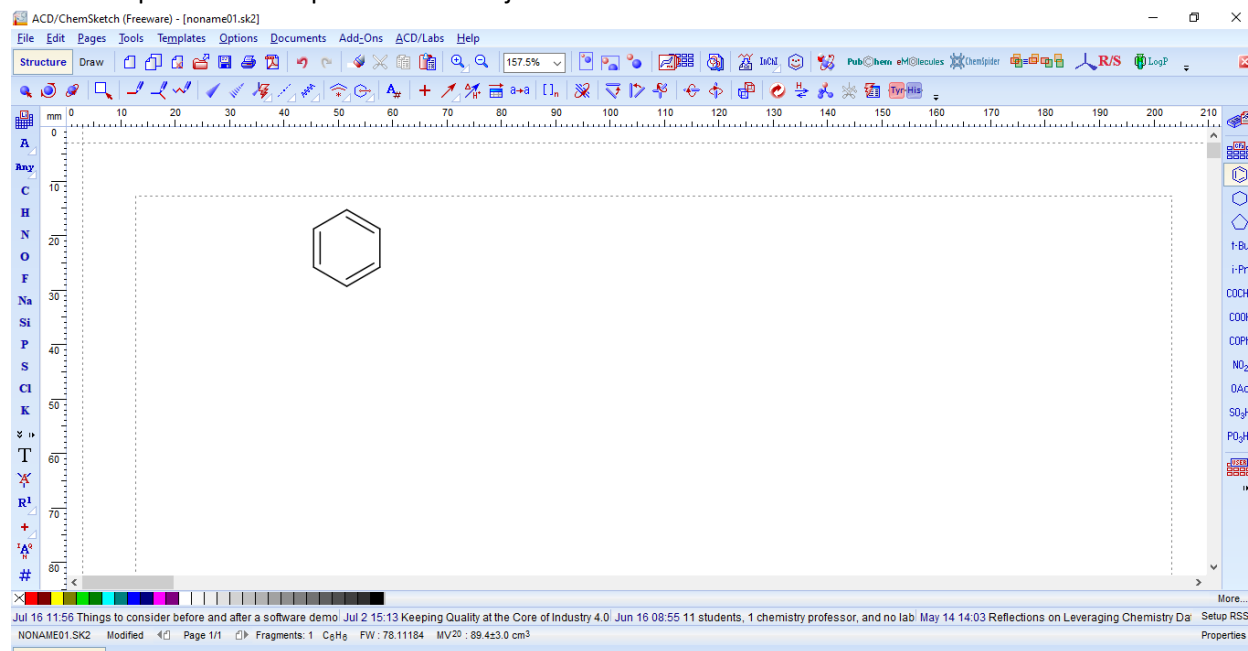 ACD/ChemSketch (Freeware) - [noname01.sk2]
File Edit Pages Tools Templates Options Documents Add-Ons ACD/Labs Help
Structure Draw 157.5% InChI PubChem eMolecules ChemSpider R/S LogP
A# a→a []n H+ Tyr-His
mm 0 10 20 30 40 50 60 70 80 90 100 110 120 130 140 150 160 170 180 190 200 210
0
A
Any
C 10
H
N 20
O
F
Na 30
Si
P 40
S
Cl
K 50
T 60
R1 70
#
80
t-Bu
i-Pr
COCH
COOH
COPh
NO2
OAc
SO3H
PO3H
USER
More...
Jul 16 11:56 Things to consider before and after a software demo Jul 2 15:13 Keeping Quality at the Core of Industry 4.0 Jun 16 08:55 11 students, 1 chemistry professor, and no lab May 14 14:03 Reflections on Leveraging Chemistry Da Setup RSS
NONAME01.SK2 Modified Page 1/1 Fragments: 1 C6H6 FW: 78.11184 MV20 : 89.4±3.0 cm3 Properties